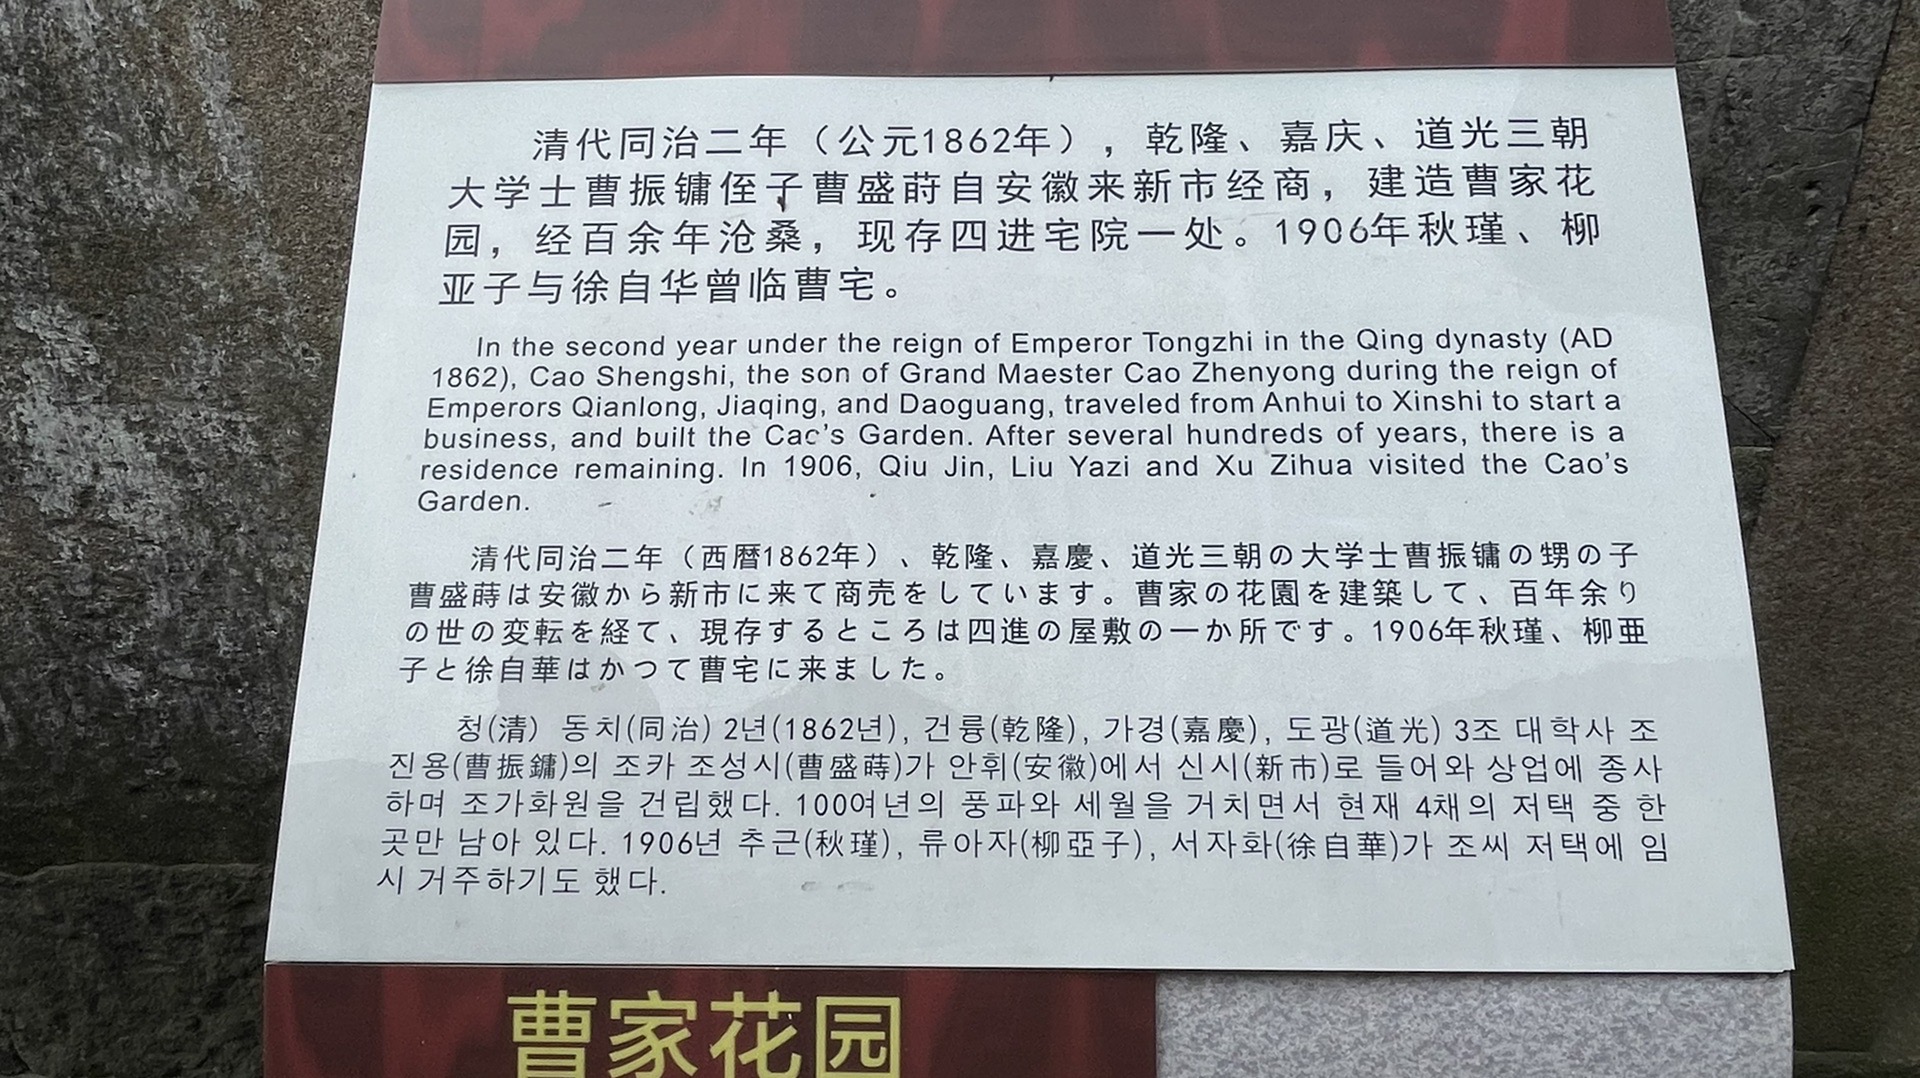 清代同治二年（公元1862年），乾隆、嘉庆、道光三朝
大学士曹振镛侄子曹盛莳自安徽来新市经商，建造曹家花
园，经百余年沧桑，现存四进宅院一处。1906年秋瑾、柳
亚子与徐自华曾临曹宅。
In the second year under the reign of Emperor Tongzhi in the Qing dynasty (AD
1862), Cao Shengshi, the son of Grand Maester Cao Zhenyong during the reign of
Emperors Qianlong, Jiaqing, and Daoguang, traveled from Anhui to Xinshi to start a
business, and built the Cao's Garden. After several hundreds of years, there is a
residence remaining. In 1906, Qiu Jin, Liu Yazi and Xu Zihua visited the Cao's
Garden.
清代同治二年（西暦1862年）、乾隆、嘉慶、道光三朝の大学士曹振镛の甥の子
曹盛蒔は安徽から新市に来て商売をしています。曹家の花園を建築して、百年余り
の世の変転を経て、現存するところは四進の屋敷の一か所です。1906年秋瑾、柳亜
子と徐自華はかつて曹宅に来ました。
청(清) 동치(同治) 2년(1862년), 건륭(乾隆), 가경(嘉慶), 도광(道光) 3조 대학사 조
진용(曹振鏞)의 조카 조성시(曹盛蒔)가 안휘(安徽)에서 신시(新市)로 들어와 상업에 종사
하며 조가화원을 건립했다. 100여년의 풍파와 세월을 거치면서 현재 4채의 저택 중 한
곳만 남아 있다. 1906년 추근(秋瑾), 류아자(柳亞子), 서자화(徐自華)가 조씨 저택에 임
시 거주하기도 했다.
曹家花园